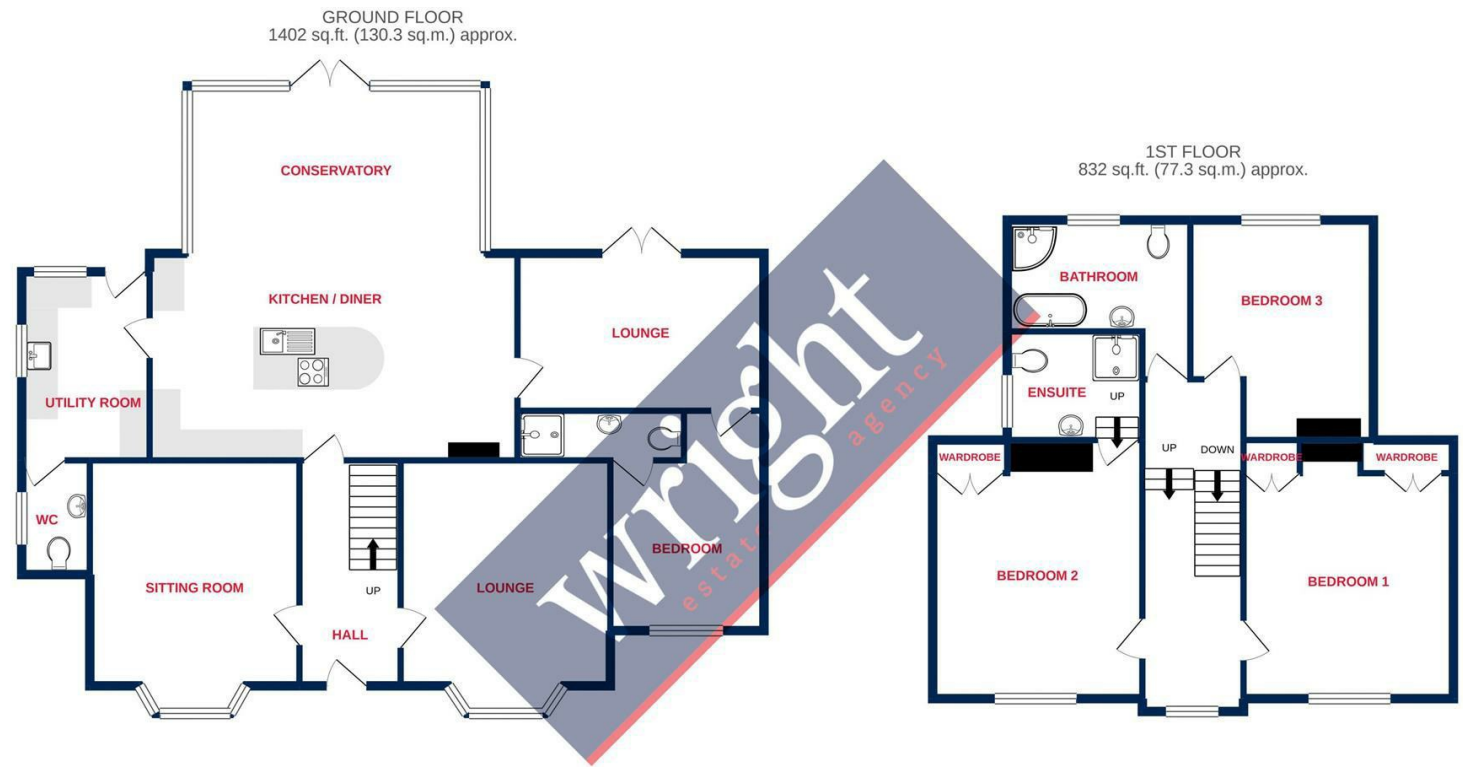 GROUND FLOOR
1402 sq.ft. (130.3 sq.m.) approx.
CONSERVATORY
KITCHEN / DINER
LOUNGE
UTILITY ROOM
WC
SITTING ROOM
UP
HALL
LOUNGE
BEDROOM
wright
estate agency
1ST FLOOR
832 sq.ft. (77.3 sq.m.) approx.
BATHROOM
BEDROOM 3
ENSUITE
UP
UP
DOWN
WARDROBE
WARDROBE
WARDROBE
BEDROOM 2
BEDROOM 1